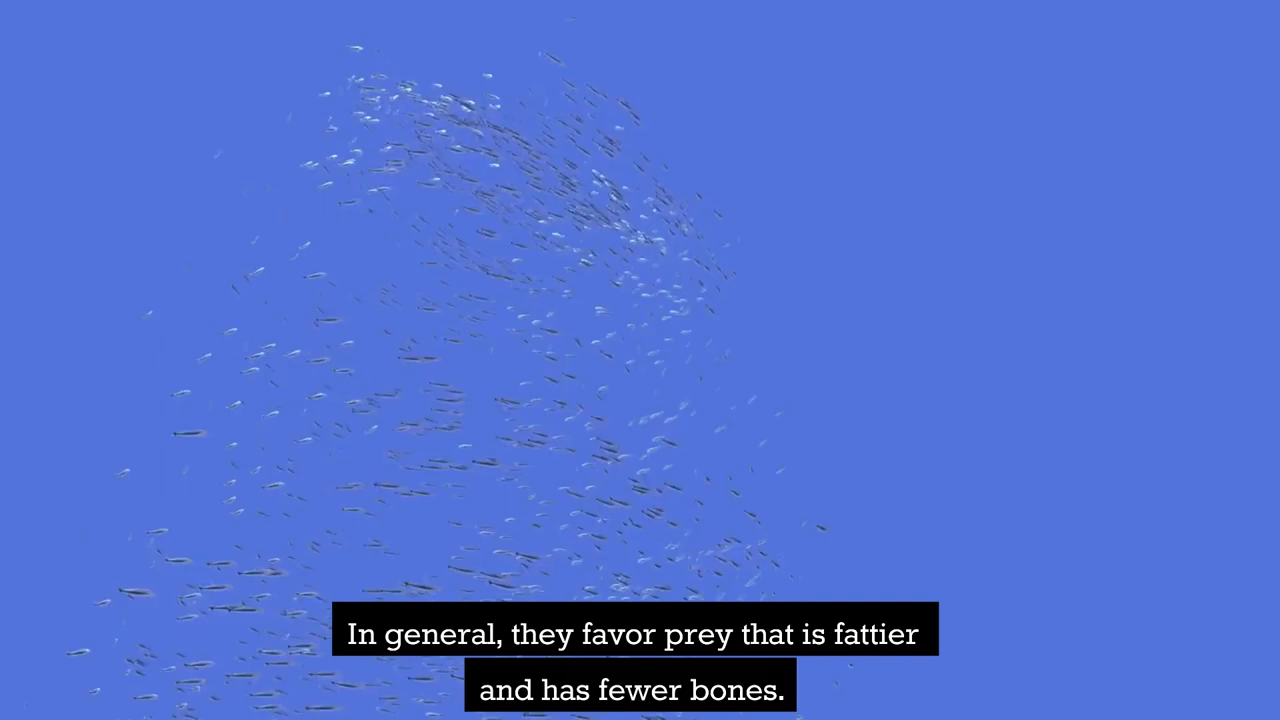 In general, they favor prey that is fattier
and has fewer bones.